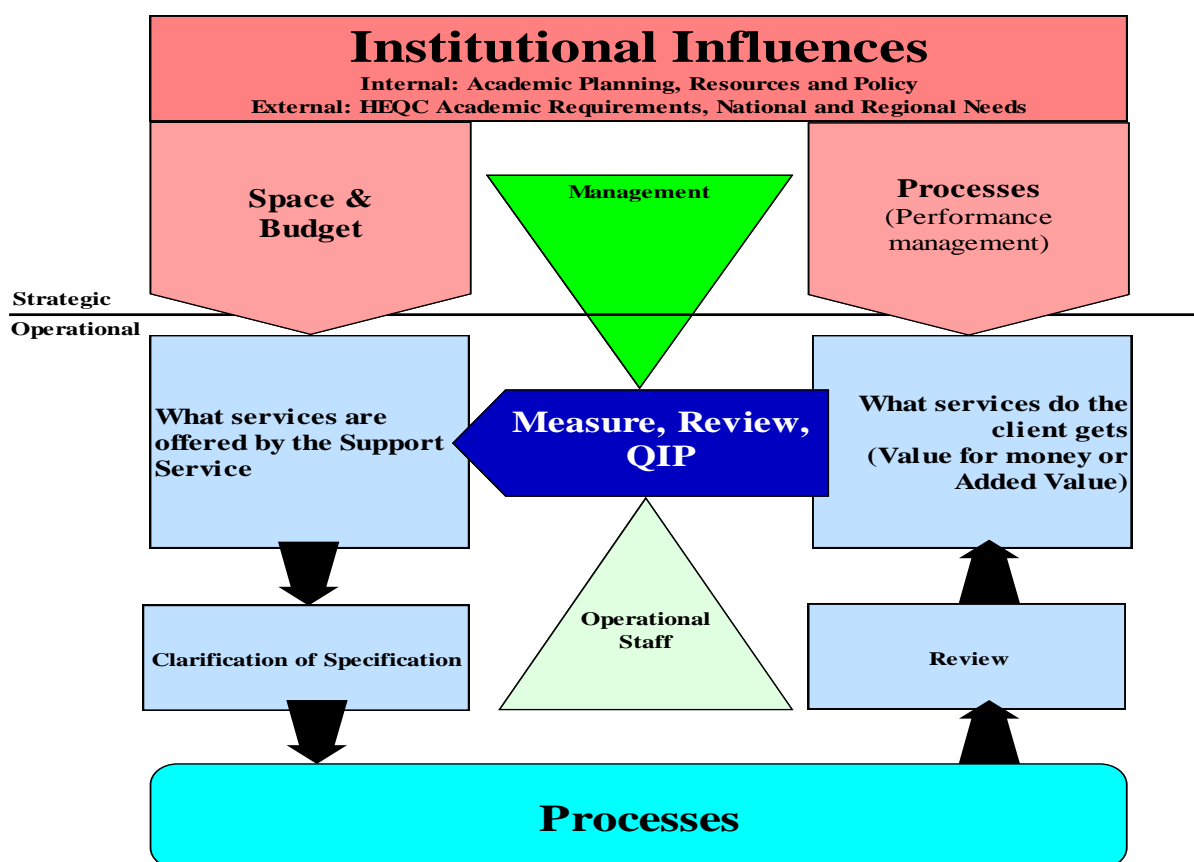 Institutional Influences
Internal: Academic Planning, Resources and Policy
External: HEQC Academic Requirements, National and Regional Needs
Space &
Budget
Management
Processes
(Performance
management)
Strategic
Operational
What services are
offered by the Support
Service
Measure, Review,
QIP
What services do the
client gets
(Value for money or
Added Value)
Clarification of Specification
Operational
Staff
Review
Processes